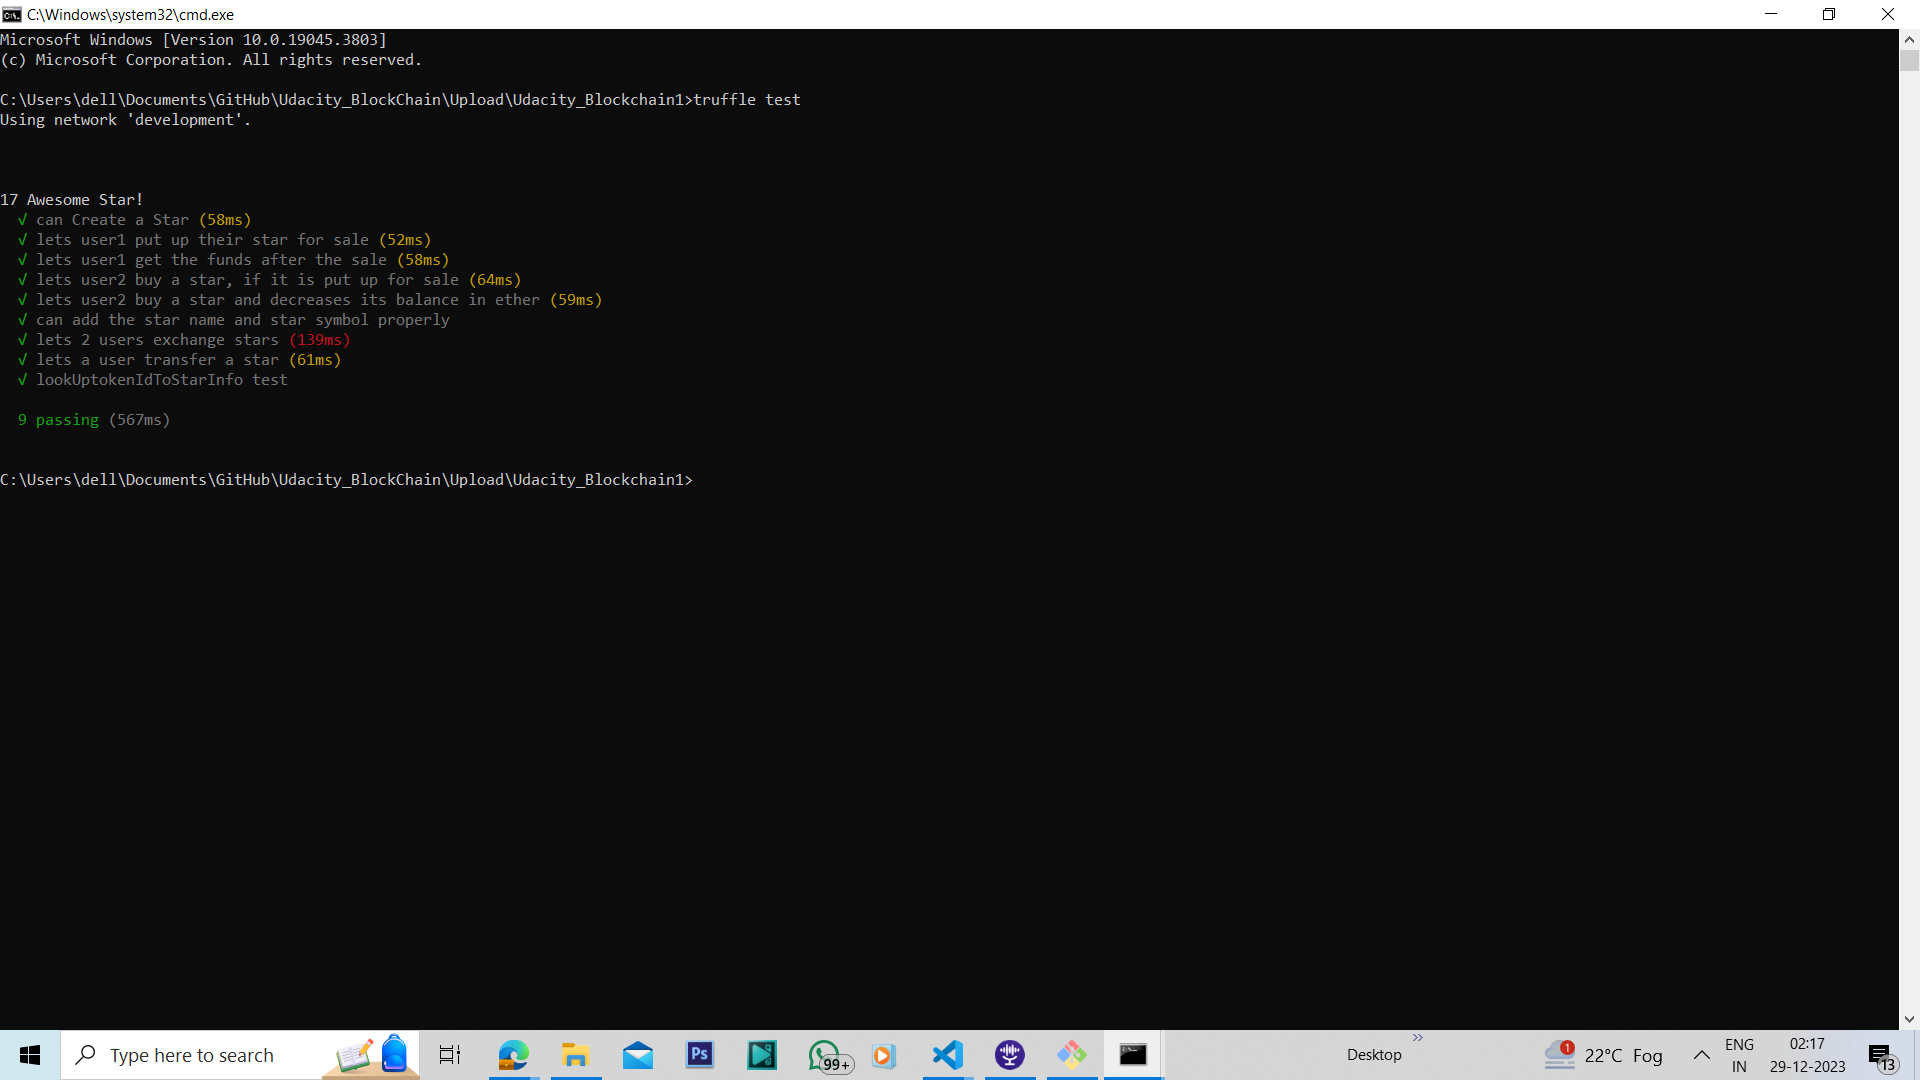 C:\Windows\system32\cmd.exe
Microsoft Windows [Version 10.0.19045.3803]
(c) Microsoft Corporation. All rights reserved.
C:\Users\dell\Documents\GitHub\Udacity_BlockChain\Upload\Udacity_Blockchain1>truffle test
Using network 'development'.
17 Awesome Star!
√ can Create a Star (58ms)
√ lets user1 put up their star for sale (52ms)
√ lets user1 get the funds after the sale (58ms)
√ lets user2 buy a star, if it is put up for sale (64ms)
√ lets user2 buy a star and decreases its balance in ether (59ms)
√ can add the star name and star symbol properly
√ lets 2 users exchange stars (139ms)
√ lets a user transfer a star (61ms)
√ lookUptokenIdToStarInfo test
9 passing (567ms)
C:\Users\dell\Documents\GitHub\Udacity_BlockChain\Upload\Udacity_Blockchain1>
Type here to search
Ps
99+
Desktop
1
22°C Fog
ENG
IN
02:17
29-12-2023
13